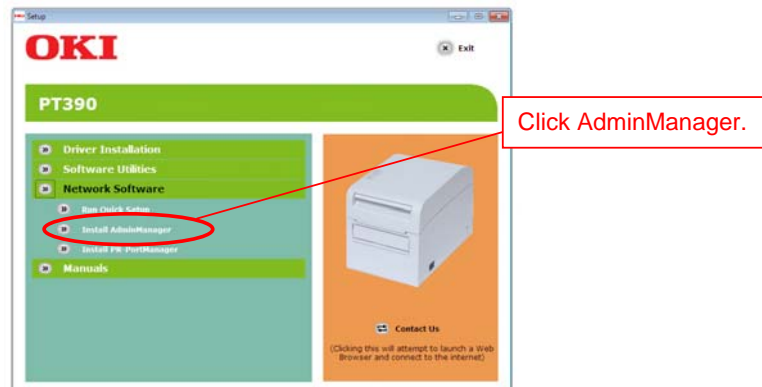 Setup
OKI
Exit
PT390
Click AdminManager.
Driver Installation
Software Utilities
Network Software
Run Quick Setup
Install AdminManager
Install PR-PortManager
Manuals
Contact Us
(Clicking this will attempt to launch a Web
Browser and connect to the internet)